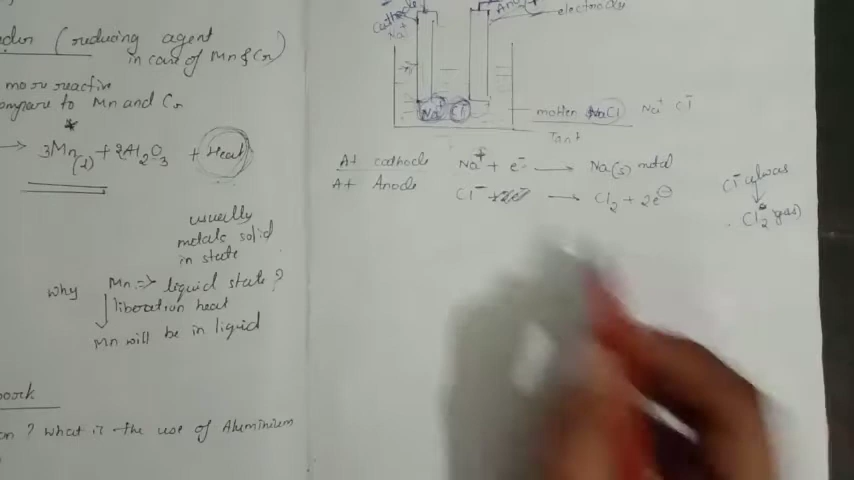 (reducing agent
in case of Mn & Cr)
more reactive
compare to Mn and Cr
*
→ 3Mn(l) + 2Al2O3 + Heat
usually
metals solid
in state
why Mn => liquid state?
liberation heat
Mn will be in liquid
? What is the use of Aluminium
Cathode
Na+
electrode
Na+ Cl-
molten NaCl Na+ Cl-
At cathode Na+ + e- → Na(s) metal
At Anode Cl- → Cl2 + 2e⊖
Cl-
↓
Cl2 gas)